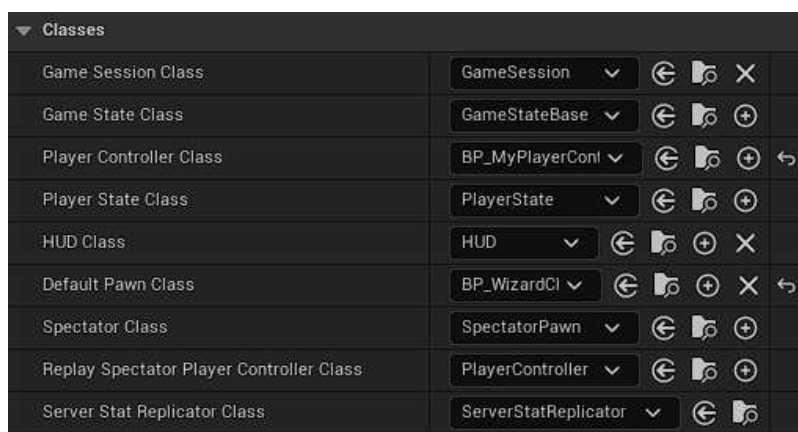 Classes
Game Session Class GameSession
Game State Class GameStateBase
Player Controller Class BP_MyPlayerCont
Player State Class PlayerState
HUD Class HUD
Default Pawn Class BP_WizardCl
Spectator Class SpectatorPawn
Replay Spectator Player Controller Class PlayerController
Server Stat Replicator Class ServerStatReplicator